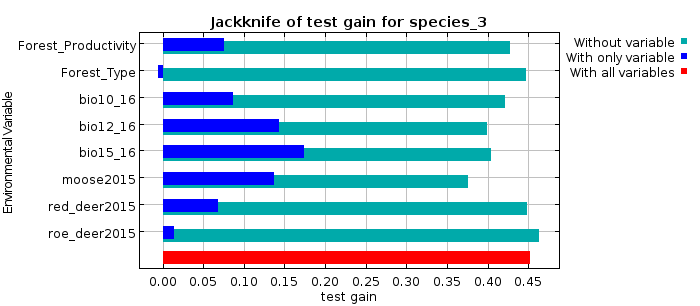 Jackknife of test gain for species_3
Environmental Variable
Forest_Productivity
Forest_Type
bio10_16
bio12_16
bio15_16
moose2015
red_deer2015
roe_deer2015
0.00 0.05 0.10 0.15 0.20 0.25 0.30 0.35 0.40 0.45
test gain
Without variable
With only variable
With all variables